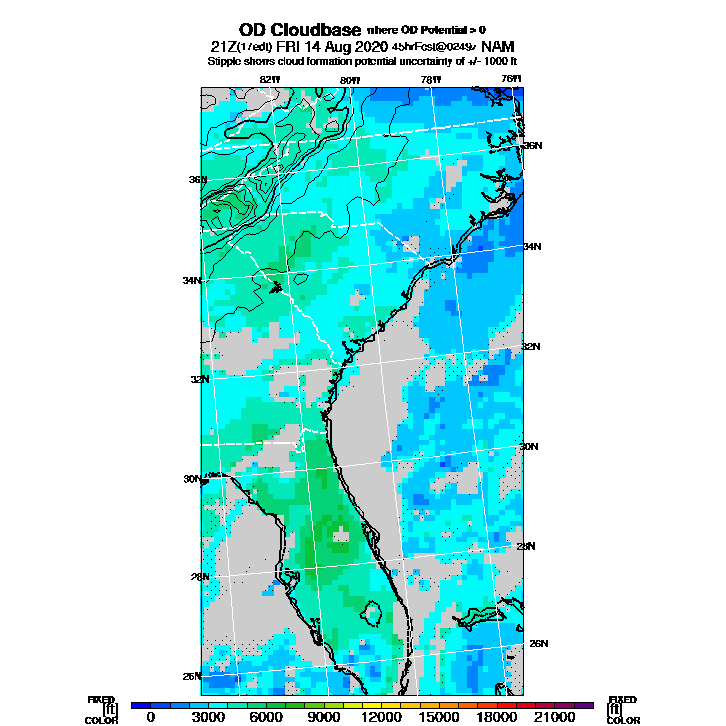 OD Cloudbase where OD Potential > 0
21Z(17edt) FRI 14 Aug 2020 45hrFcst@0249z NAM
Stipple shows cloud formation potential uncertainty of +/- 1000 ft
82W 80W 78W 76W
36N 36N
34N 34N
32N 32N
30N 30N
28N 28N
26N 26N
FIXED [ft] COLOR
0 3000 6000 9000 12000 15000 18000 21000
FIXED [ft] COLOR